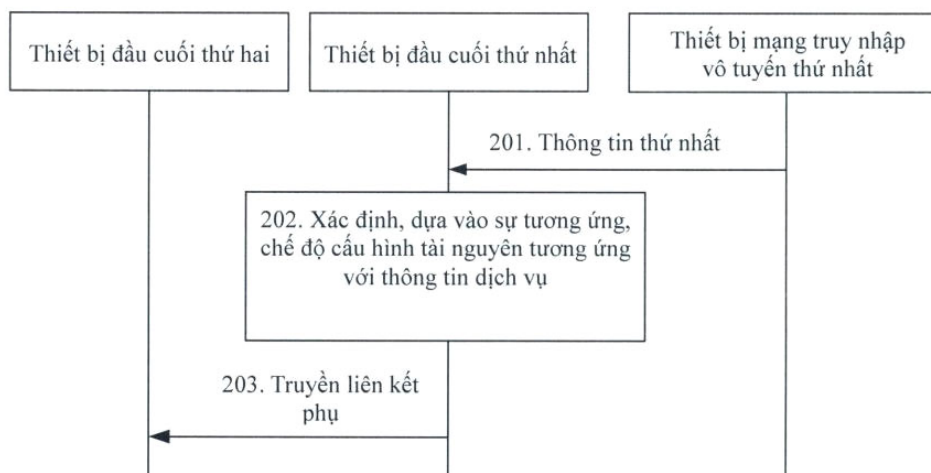 Thiết bị đầu cuối thứ hai
Thiết bị đầu cuối thứ nhất
Thiết bị mạng truy nhập
vô tuyến thứ nhất
201. Thông tin thứ nhất
202. Xác định, dựa vào sự tương ứng,
chế độ cấu hình tài nguyên tương ứng
với thông tin dịch vụ
203. Truyền liên kết
phụ